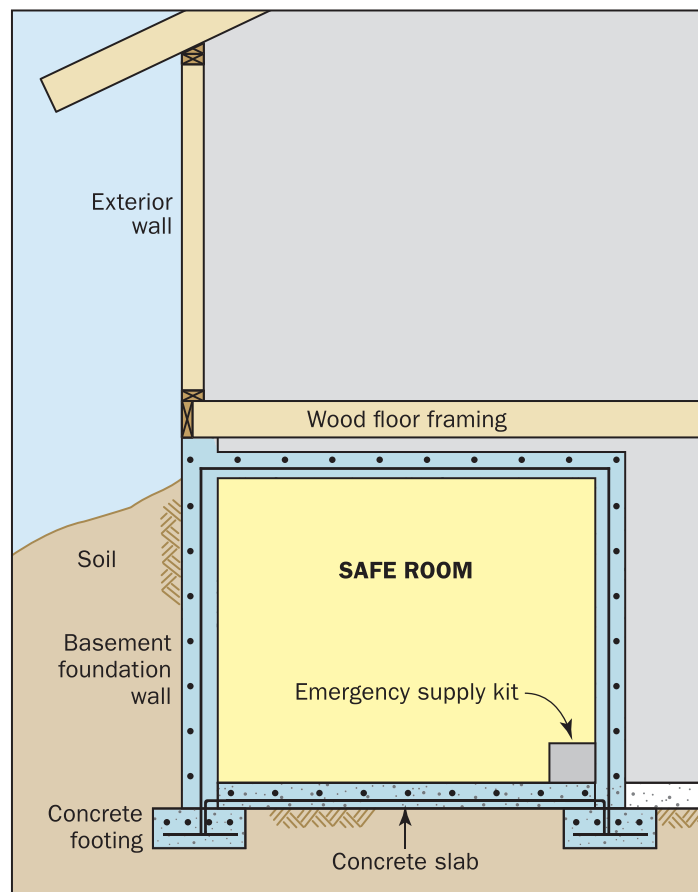 Exterior
wall
Wood floor framing
Soil
SAFE ROOM
Basement
foundation
wall
Emergency supply kit
Concrete
footing
Concrete slab